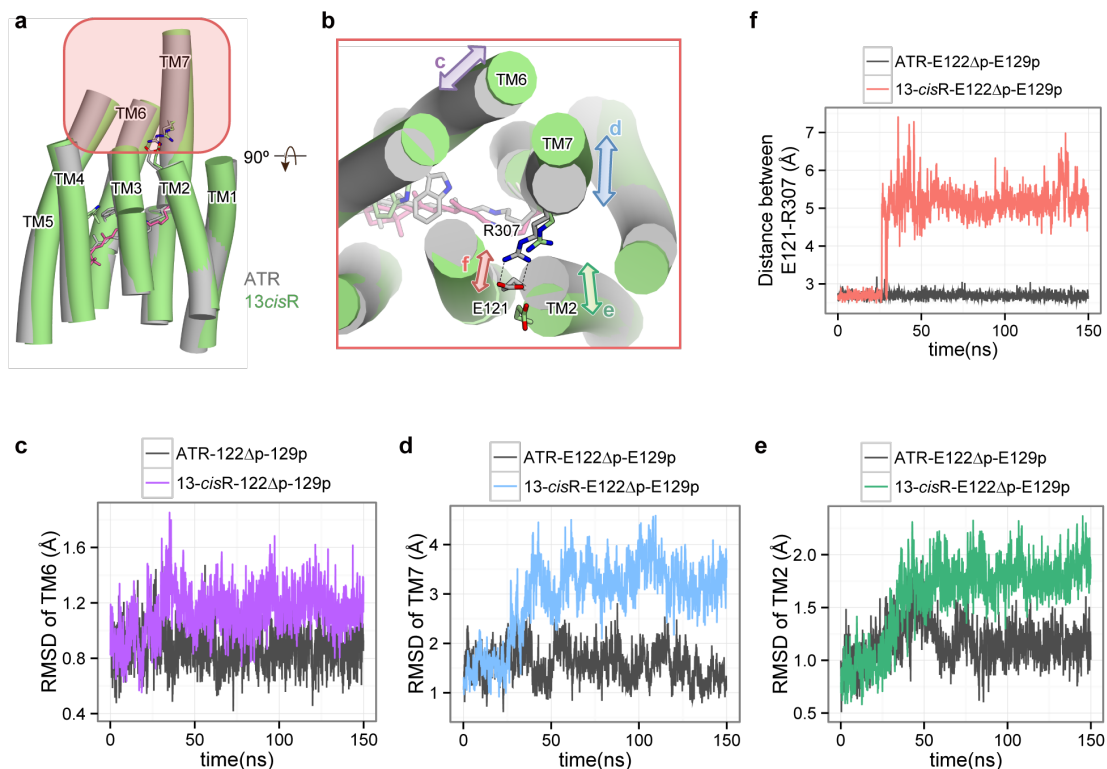 a
TM7
TM6
TM4
TM3
TM2
TM1
TM5
ATR
13cisR
90º
b
c
TM6
TM7
d
R307
f
E121
TM2
e
f
ATR-E122Δp-E129p
13-cisR-E122Δp-E129p
Distance between
E121-R307 (Å)
7
6
5
4
3
0
50
100
150
time(ns)
c
ATR-122Δp-129p
13-cisR-122Δp-129p
RMSD of TM6 (Å)
1.6
1.2
0.8
0.4
0
50
100
150
time(ns)
d
ATR-E122Δp-E129p
13-cisR-E122Δp-E129p
RMSD of TM7 (Å)
4
3
2
1
0
50
100
150
time(ns)
e
ATR-E122Δp-E129p
13-cisR-E122Δp-E129p
RMSD of TM2 (Å)
2.0
1.5
1.0
0.5
0
50
100
150
time(ns)